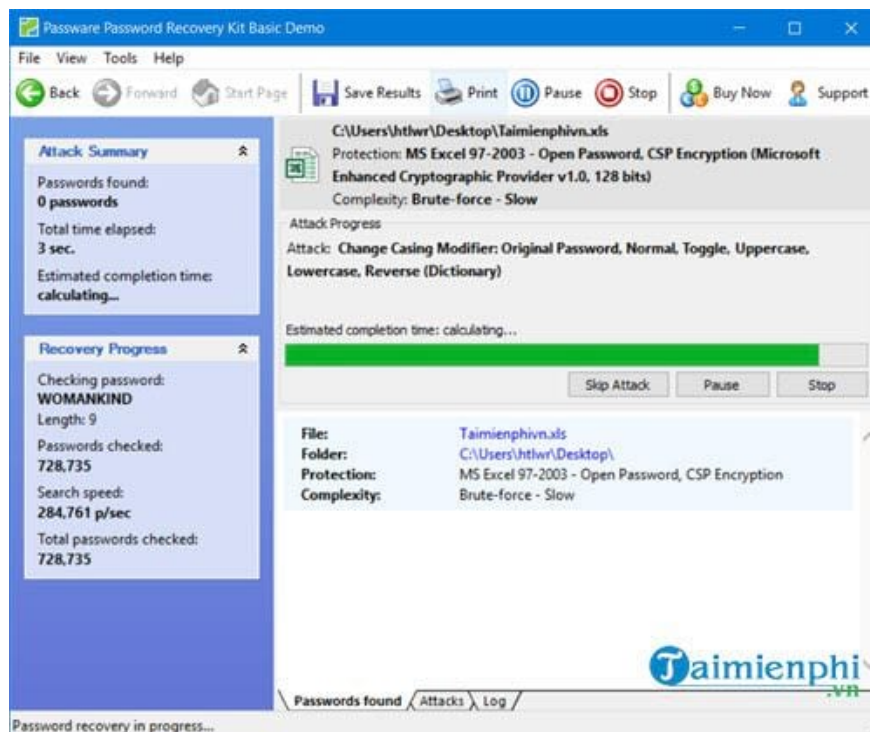 Passware Password Recovery Kit Basic Demo
File View Tools Help
Back Forward Start Page Save Results Print Pause Stop Buy Now Support
Attack Summary
Passwords found:
0 passwords
Total time elapsed:
3 sec.
Estimated completion time:
calculating...
Recovery Progress
Checking password:
WOMANKIND
Length: 9
Passwords checked:
728,735
Search speed:
284,761 p/sec
Total passwords checked:
728,735
C:\Users\htlwr\Desktop\Taimienphivn.xls
Protection: MS Excel 97-2003 - Open Password, CSP Encryption (Microsoft
Enhanced Cryptographic Provider v1.0, 128 bits)
Complexity: Brute-force - Slow
Attack Progress
Attack: Change Casing Modifier: Original Password, Normal, Toggle, Uppercase,
Lowercase, Reverse (Dictionary)
Estimated completion time: calculating...
Skip Attack Pause Stop
File: Taimienphivn.xls
Folder: C:\Users\htlwr\Desktop\
Protection: MS Excel 97-2003 - Open Password, CSP Encryption
Complexity: Brute-force - Slow
Taimienphi
.vn
Passwords found Attacks Log
Password recovery in progress...